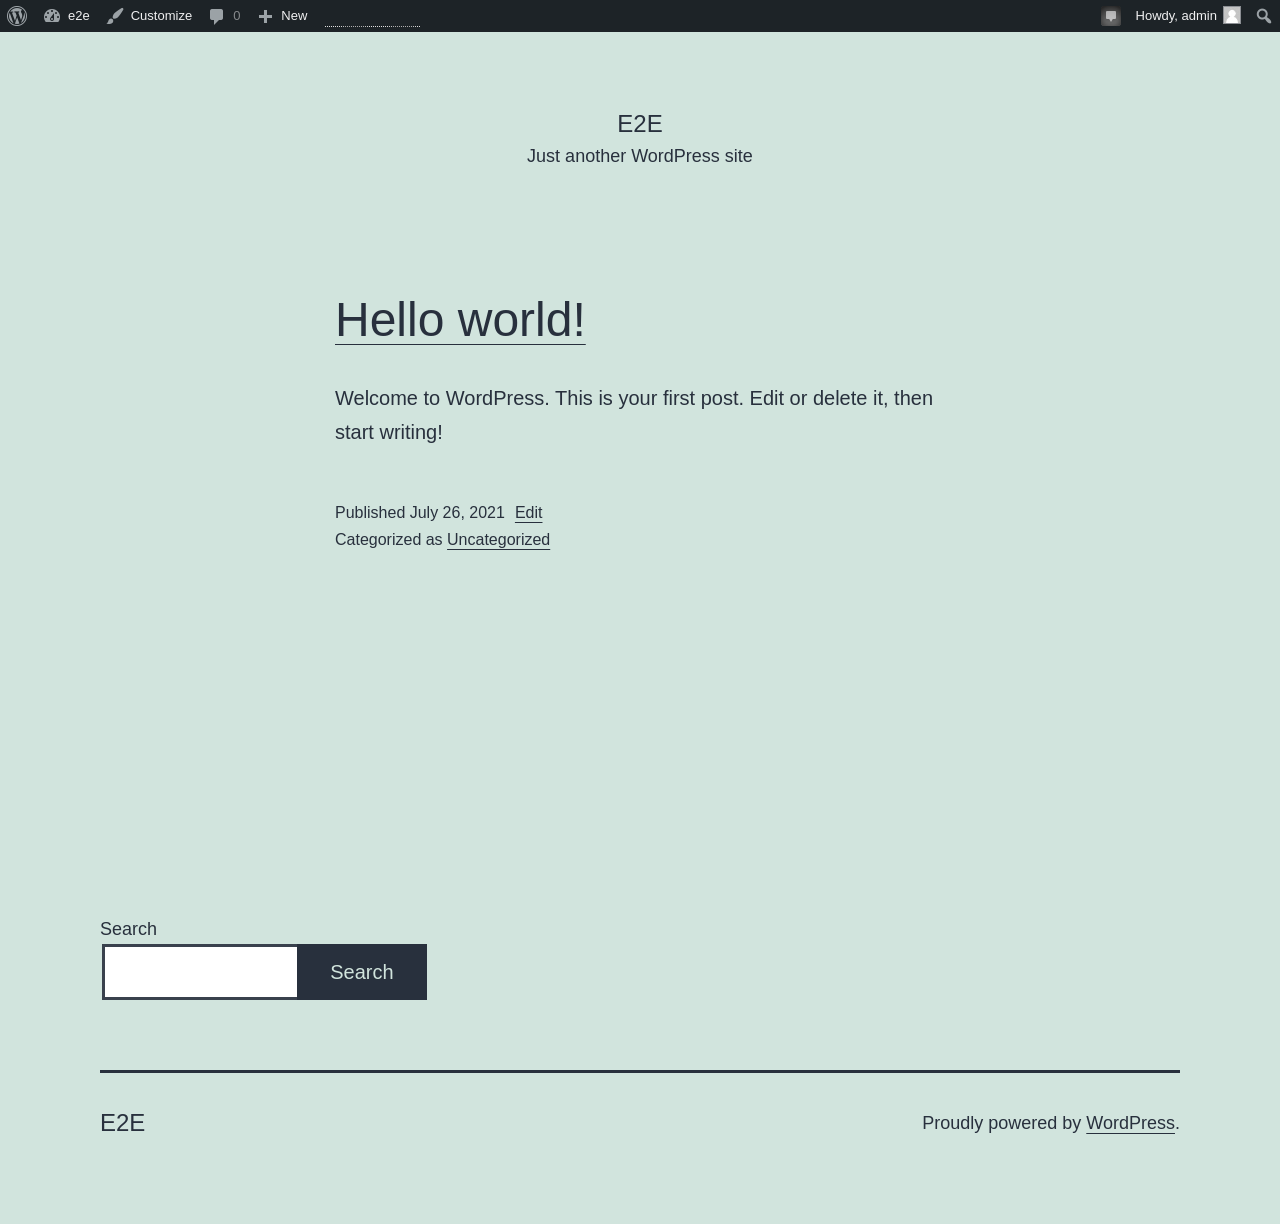 e2e Customize 0 New Howdy, admin
E2E
Just another WordPress site
Hello world!
Welcome to WordPress. This is your first post. Edit or delete it, then
start writing!
Published July 26, 2021 Edit
Categorized as Uncategorized
Search
Search
E2E Proudly powered by WordPress.